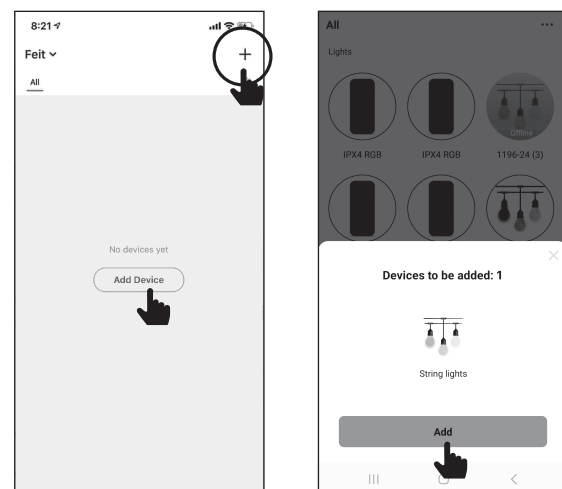 8:21
Feit
All
No devices yet
Add Device
All
Lights
Offline
IPX4 RGB
IPX4 RGB
1196-24 (3)
Devices to be added: 1
String lights
Add